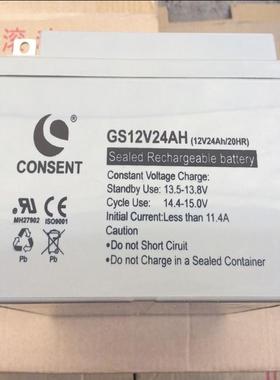 CONSENT
GS12V24AH (12V24Ah/20HR)
Sealed Rechargeable battery
Constant Voltage Charge:
Standby Use: 13.5-13.8V
Cycle Use: 14.4-15.0V
Initial Current:Less than 11.4A
•Do not Short Ciruit
•Do not Charge in a Sealed Container
MH27902
ISO9001
Pb
Pb